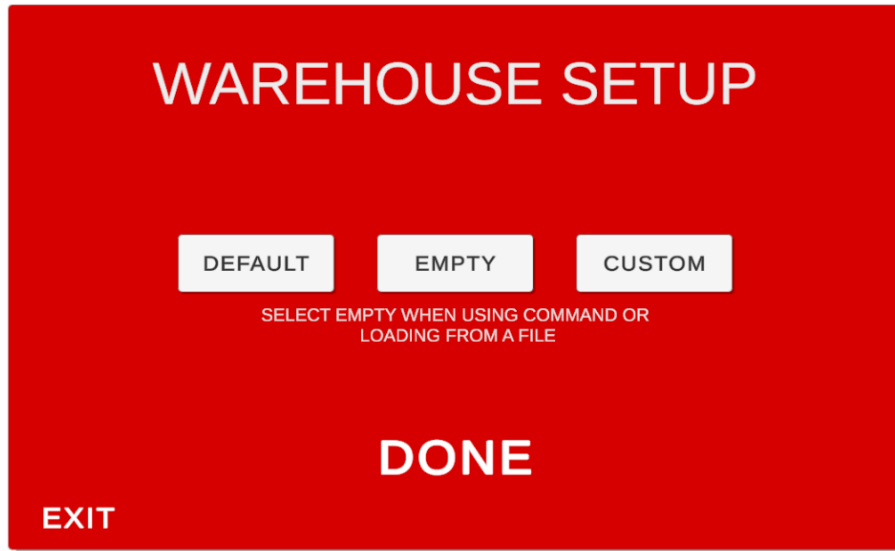 WAREHOUSE SETUP
DEFAULT
EMPTY
CUSTOM
SELECT EMPTY WHEN USING COMMAND OR
LOADING FROM A FILE
DONE
EXIT